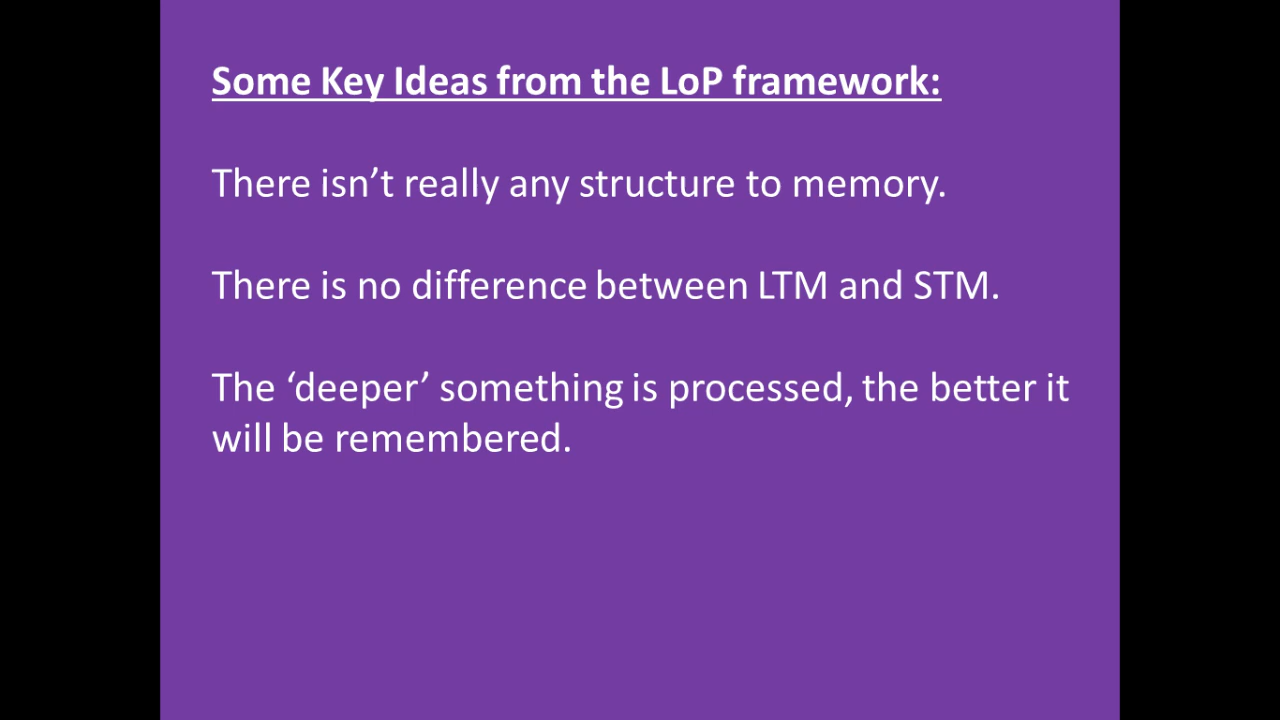 Some Key Ideas from the LoP framework:
There isn’t really any structure to memory.
There is no difference between LTM and STM.
The ‘deeper’ something is processed, the better it
will be remembered.